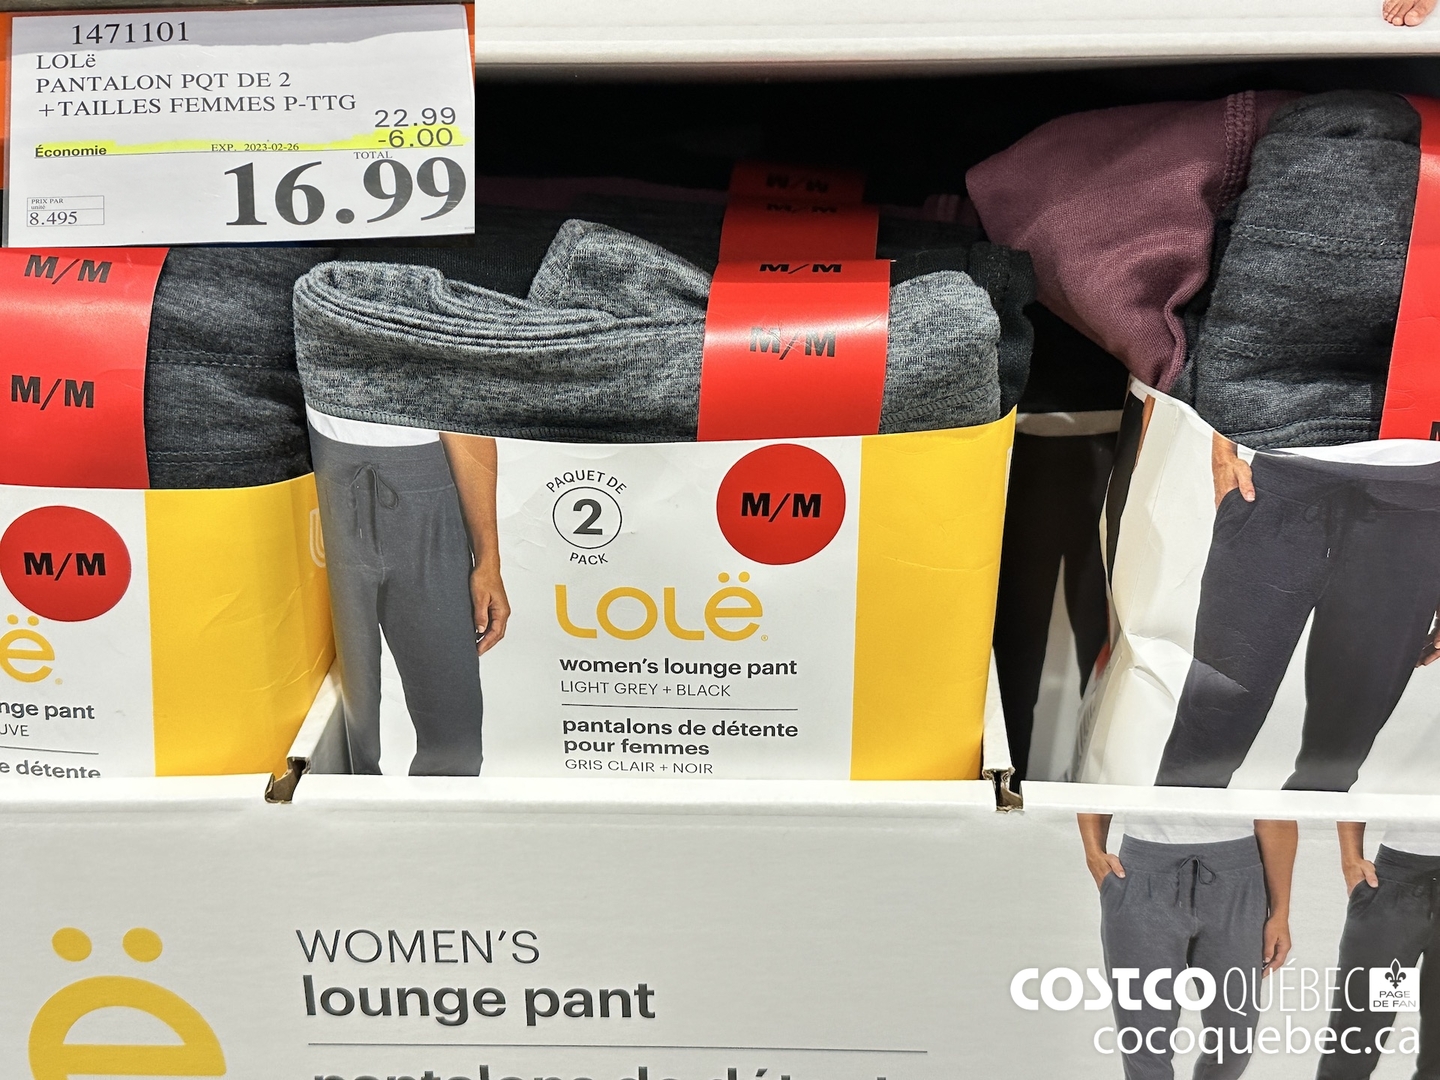 1471101
LOLë
PANTALON PQT DE 2
+TAILLES FEMMES P-TTG
22.99
-6.00
Économie
EXP. 2023-02-26
TOTAL
16.99
PRIX PAR
unité
8.495
M/M
M/M
M/M
M/M
M/M
M/M
M/M
ë
nge pant
UVE
e détente
PAQUET DE
2
PACK
M/M
LOLë
women's lounge pant
LIGHT GREY + BLACK
pantalons de détente
pour femmes
GRIS CLAIR + NOIR
ë
WOMEN'S
lounge pant
COSTCO QUÉBEC
PAGE
DE FAN
cocoquebec.ca